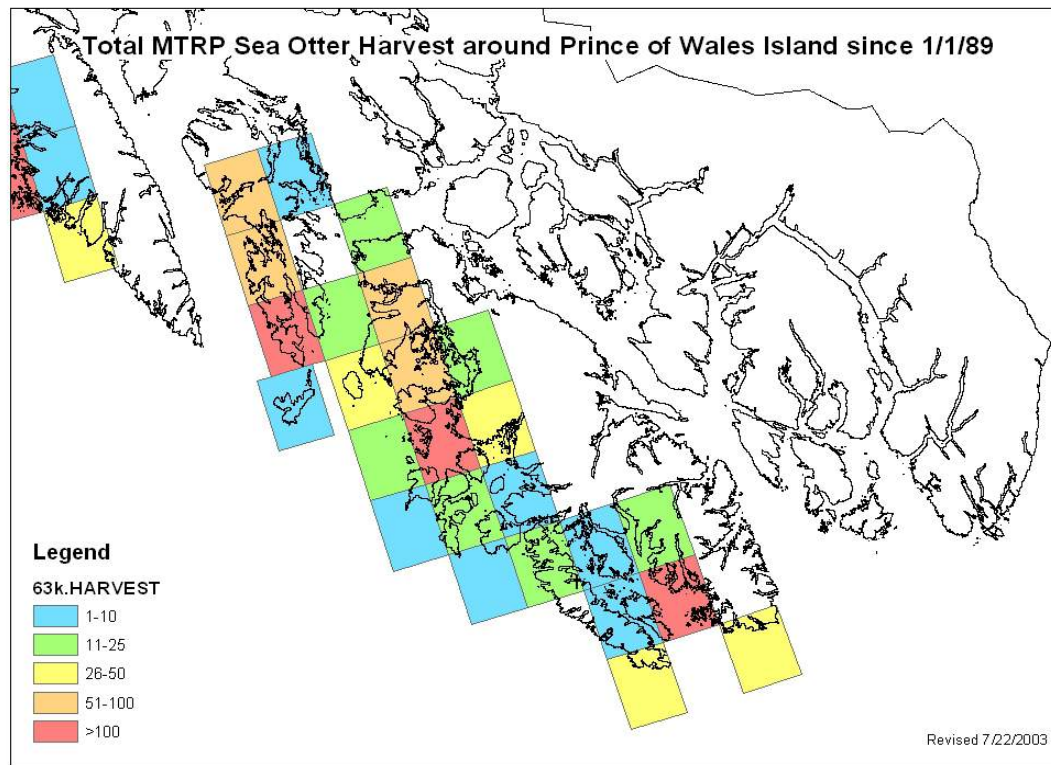 Total MTRP Sea Otter Harvest around Prince of Wales Island since 1/1/89
Legend
63k.HARVEST
1-10
11-25
26-50
51-100
>100
Revised 7/22/2003